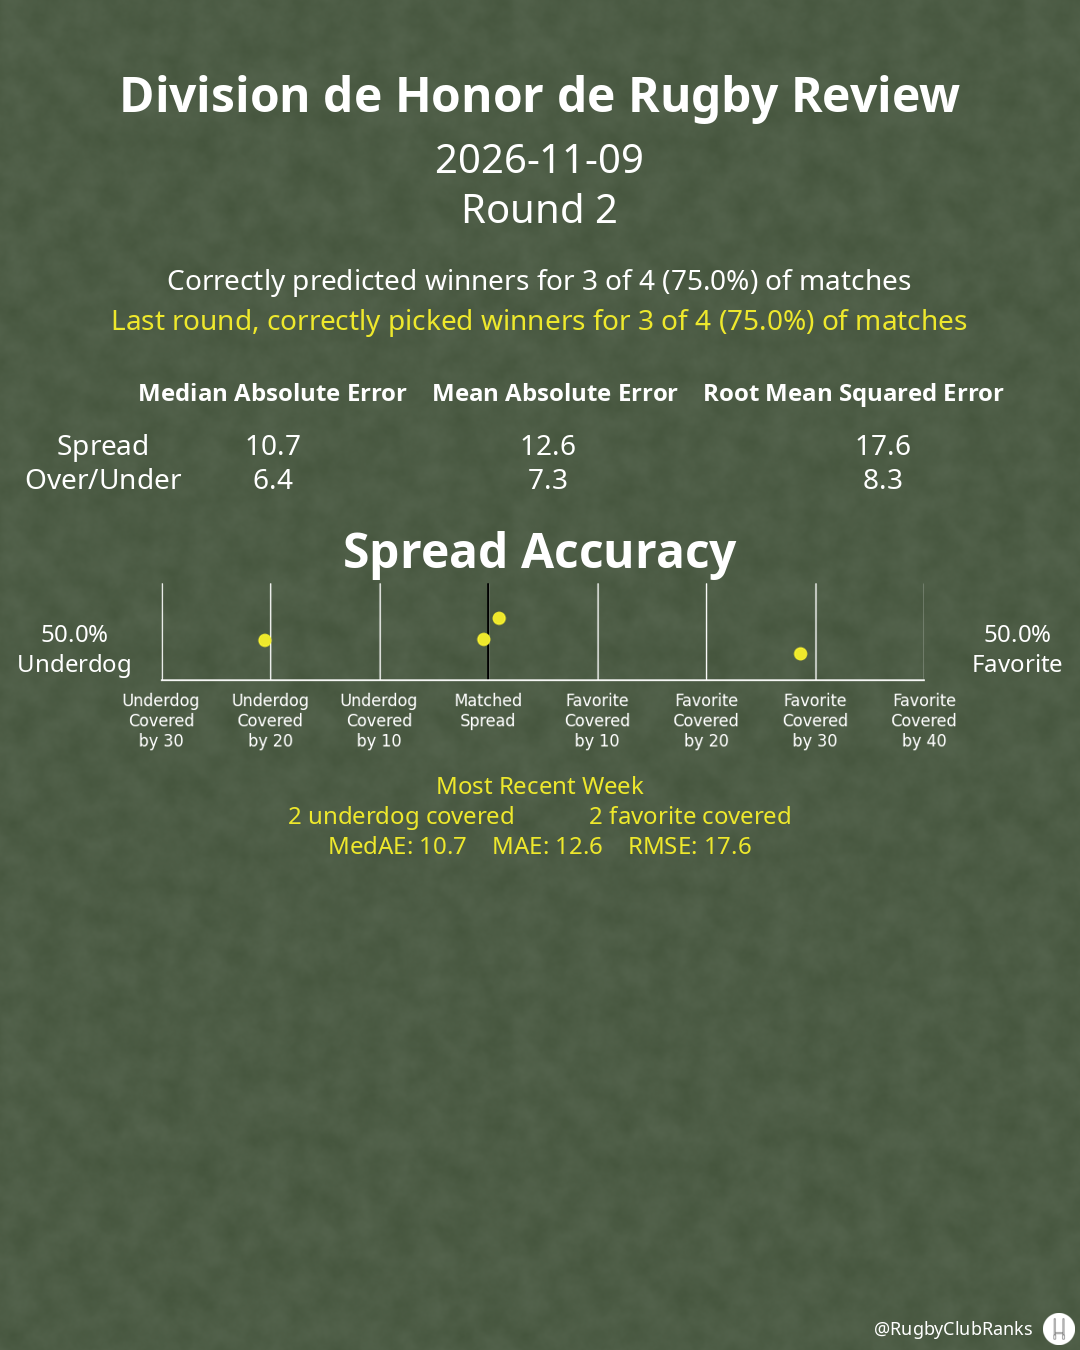 Division de Honor de Rugby Review
2026-11-09
Round 2
Correctly predicted winners for 3 of 4 (75.0%) of matches
Last round, correctly picked winners for 3 of 4 (75.0%) of matches
Median Absolute Error Mean Absolute Error Root Mean Squared Error
Spread 10.7 12.6 17.6
Over/Under 6.4 7.3 8.3
Spread Accuracy
50.0%
Underdog
50.0%
Favorite
Underdog
Covered
by 30
Underdog
Covered
by 20
Underdog
Covered
by 10
Matched
Spread
Favorite
Covered
by 10
Favorite
Covered
by 20
Favorite
Covered
by 30
Favorite
Covered
by 40
Most Recent Week
2 underdog covered 2 favorite covered
MedAE: 10.7 MAE: 12.6 RMSE: 17.6
@RugbyClubRanks